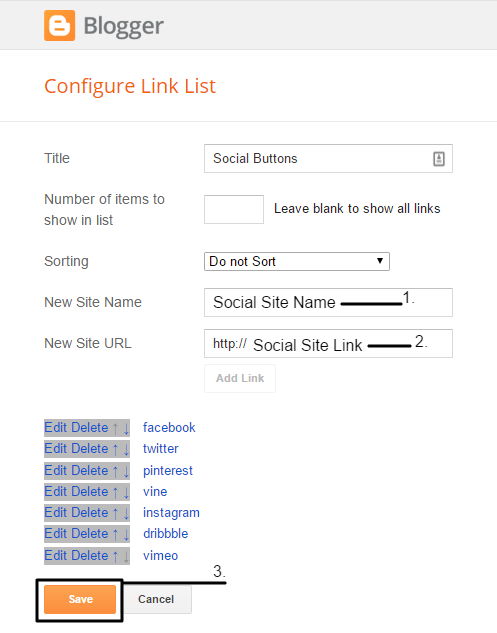 Blogger
Configure Link List
Title Social Buttons
Number of items to
show in list Leave blank to show all links
Sorting Do not Sort
New Site Name Social Site Name 1.
New Site URL http:// Social Site Link 2.
Add Link
Edit Delete ↑ ↓ facebook
Edit Delete ↑ ↓ twitter
Edit Delete ↑ ↓ pinterest
Edit Delete ↑ ↓ vine
Edit Delete ↑ ↓ instagram
Edit Delete ↑ ↓ dribbble
Edit Delete ↑ ↓ vimeo
3.
Save Cancel